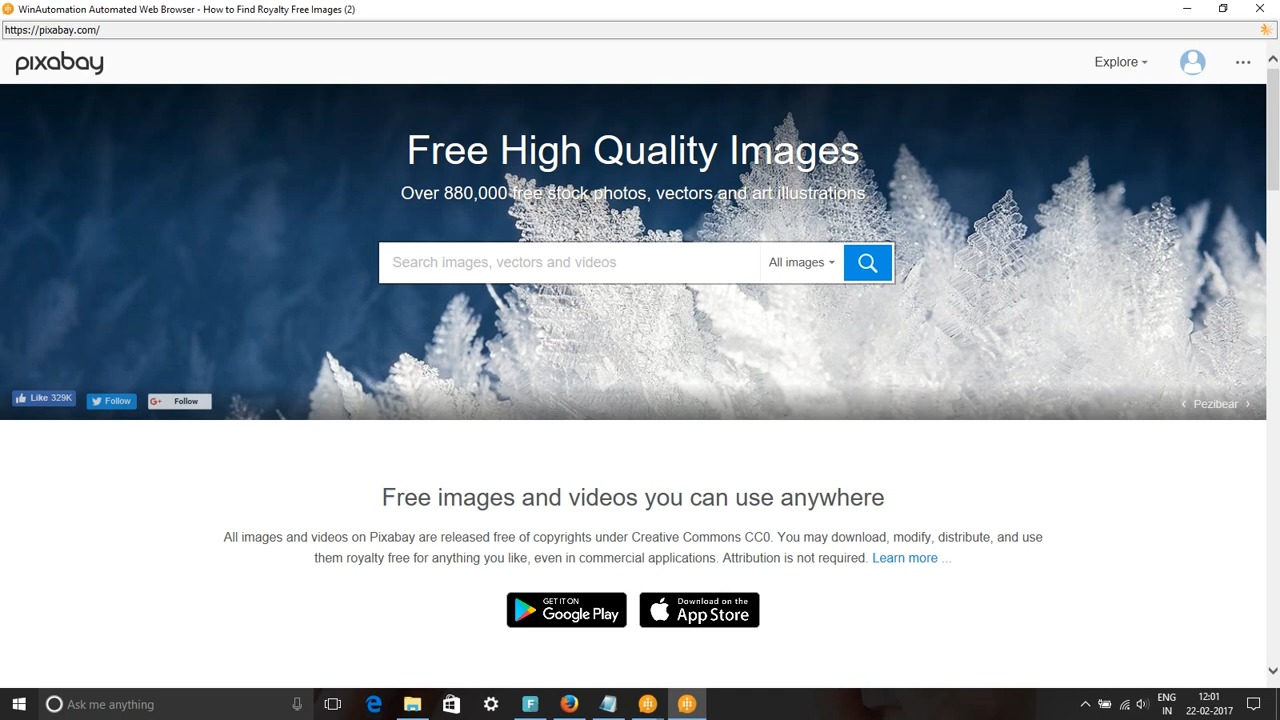 WinAutomation Automated Web Browser - How to Find Royalty Free Images (2)
https://pixabay.com/
pixabay
Explore
Free High Quality Images
Over 880,000 free stock photos, vectors and art illustrations
Search images, vectors and videos
All images
Like 329K
Follow
G+ Follow
‹ Pezibear ›
Free images and videos you can use anywhere
All images and videos on Pixabay are released free of copyrights under Creative Commons CC0. You may download, modify, distribute, and use
them royalty free for anything you like, even in commercial applications. Attribution is not required. Learn more ...
GET IT ON
Google Play
Download on the
App Store
Ask me anything
F
ENG
IN
12:01
22-02-2017